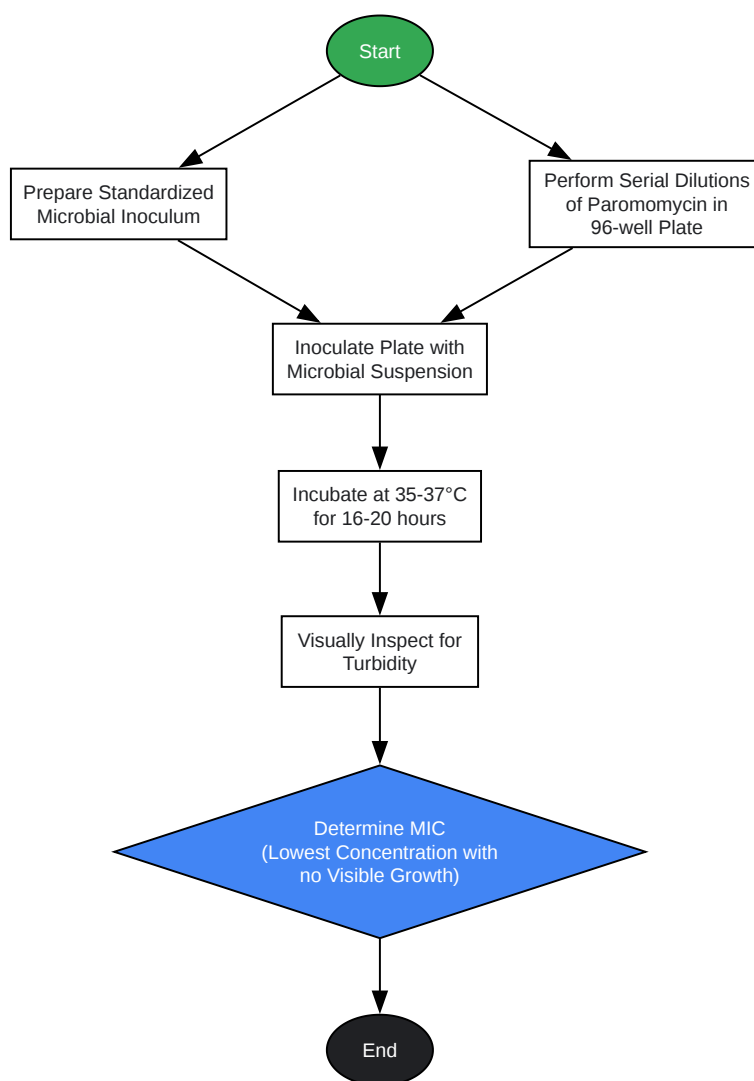 Start
Prepare Standardized
Microbial Inoculum
Perform Serial Dilutions
of Paromomycin in
96-well Plate
Inoculate Plate with
Microbial Suspension
Incubate at 35-37°C
for 16-20 hours
Visually Inspect for
Turbidity
Determine MIC
(Lowest Concentration with
no Visible Growth)
End